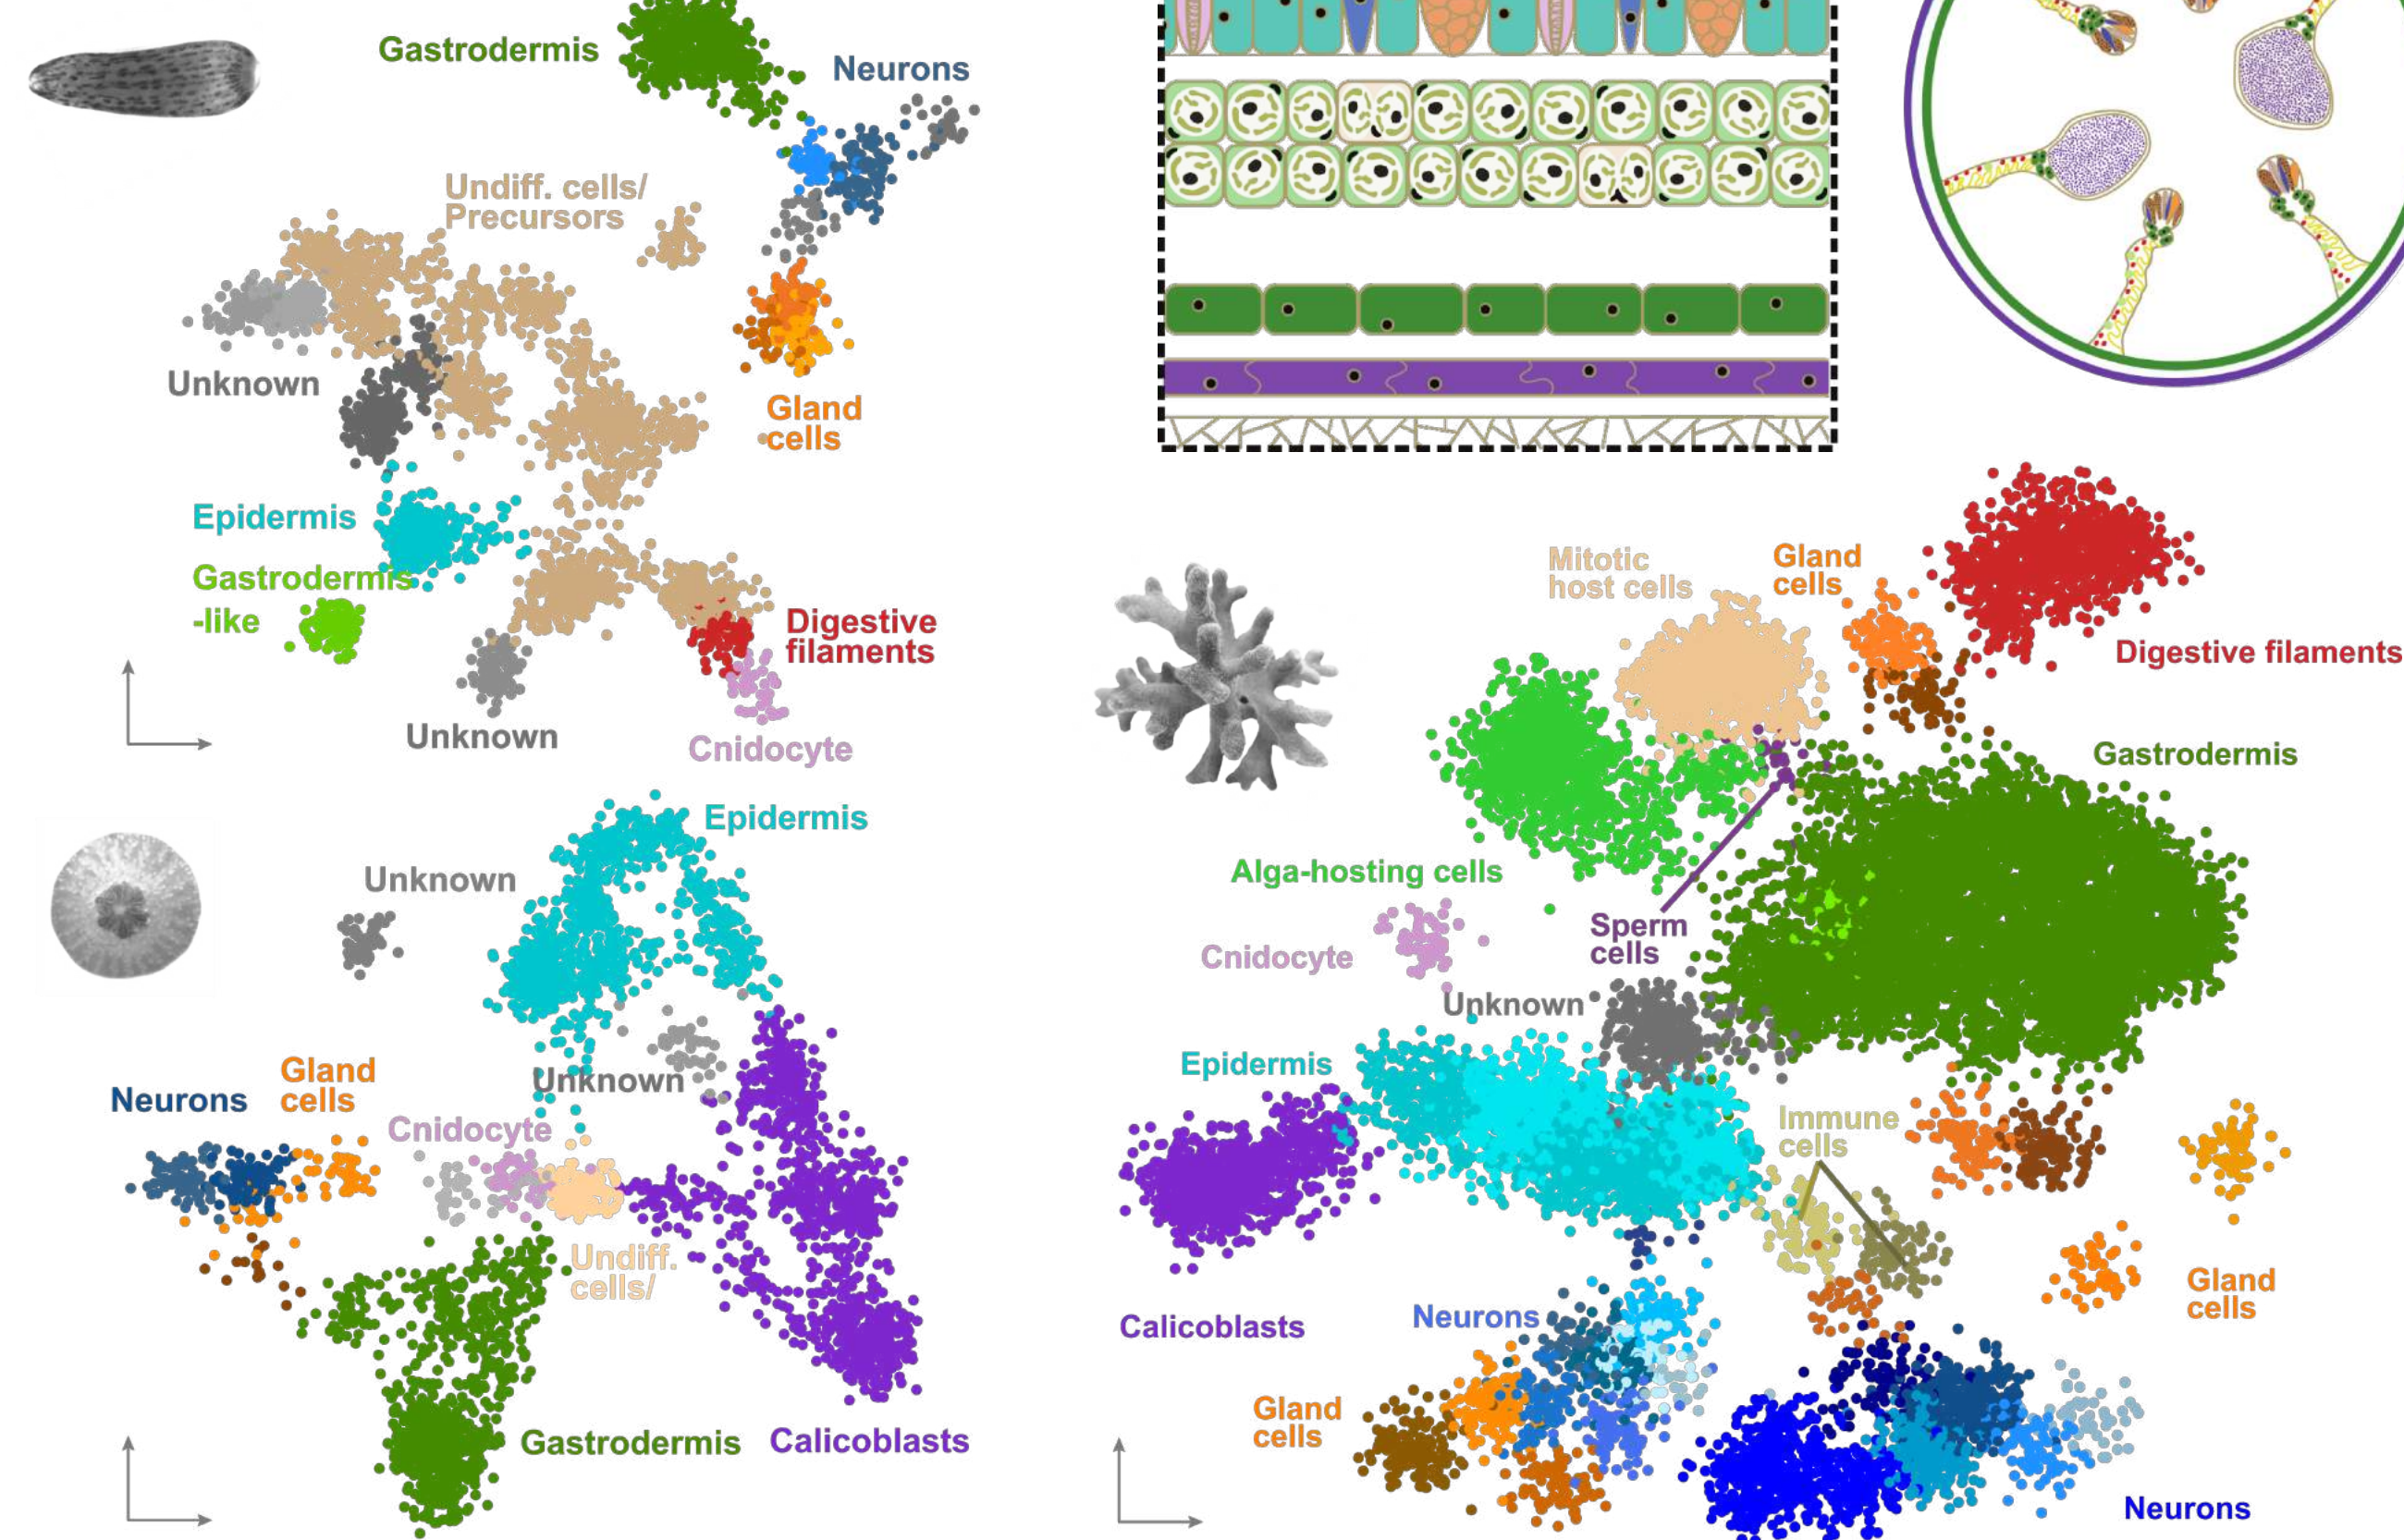 Gastrodermis
Neurons
Undiff. cells/
Precursors
Unknown
Gland
cells
Epidermis
Gastrodermis
-like
Digestive
filaments
Unknown
Cnidocyte
Epidermis
Unknown
Unknown
Gland
cells
Neurons
Cnidocyte
Undiff.
cells/
Gastrodermis
Calicoblasts
Mitotic
host cells
Gland
cells
Digestive filaments
Gastrodermis
Alga-hosting cells
Sperm
cells
Cnidocyte
Unknown
Epidermis
Immune
cells
Gland
cells
Calicoblasts
Neurons
Gland
cells
Neurons